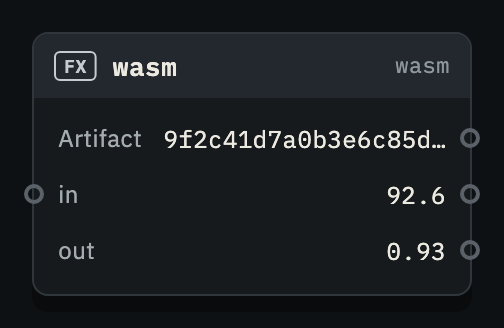 FX wasm wasm
Artifact 9f2c41d7a0b3e6c85d…
in 92.6
out 0.93